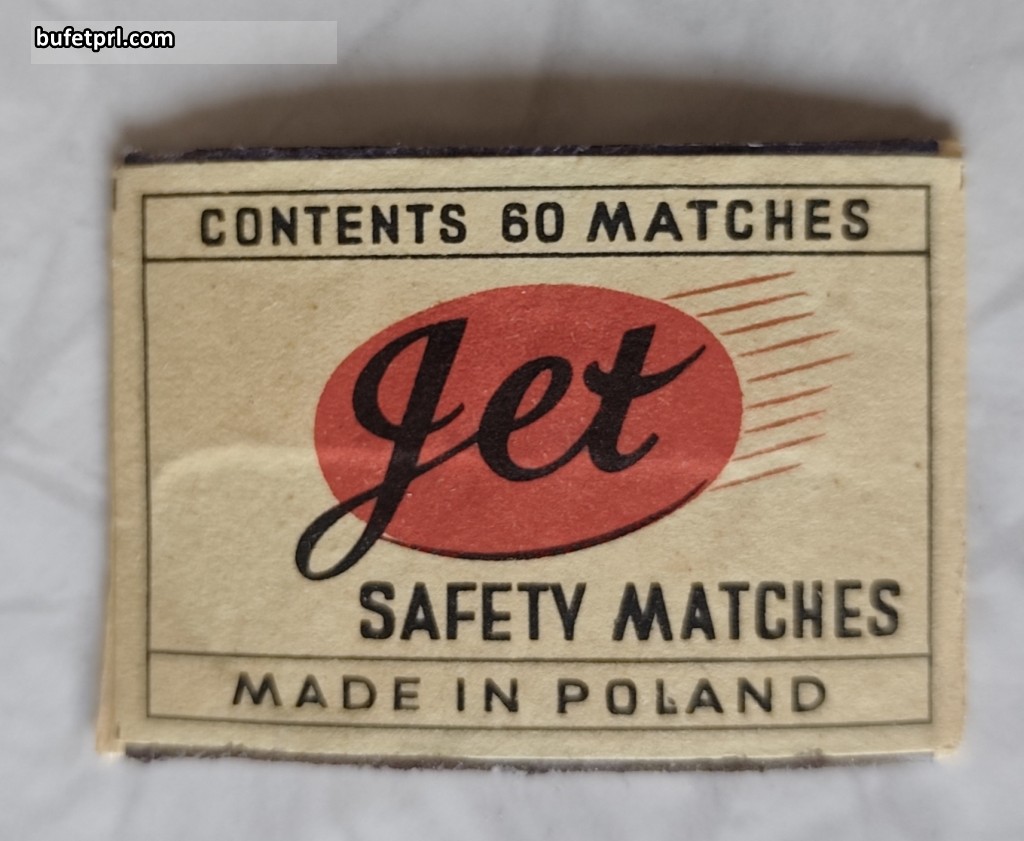 bufetprl.com
CONTENTS 60 MATCHES
Jet
SAFETY MATCHES
MADE IN POLAND